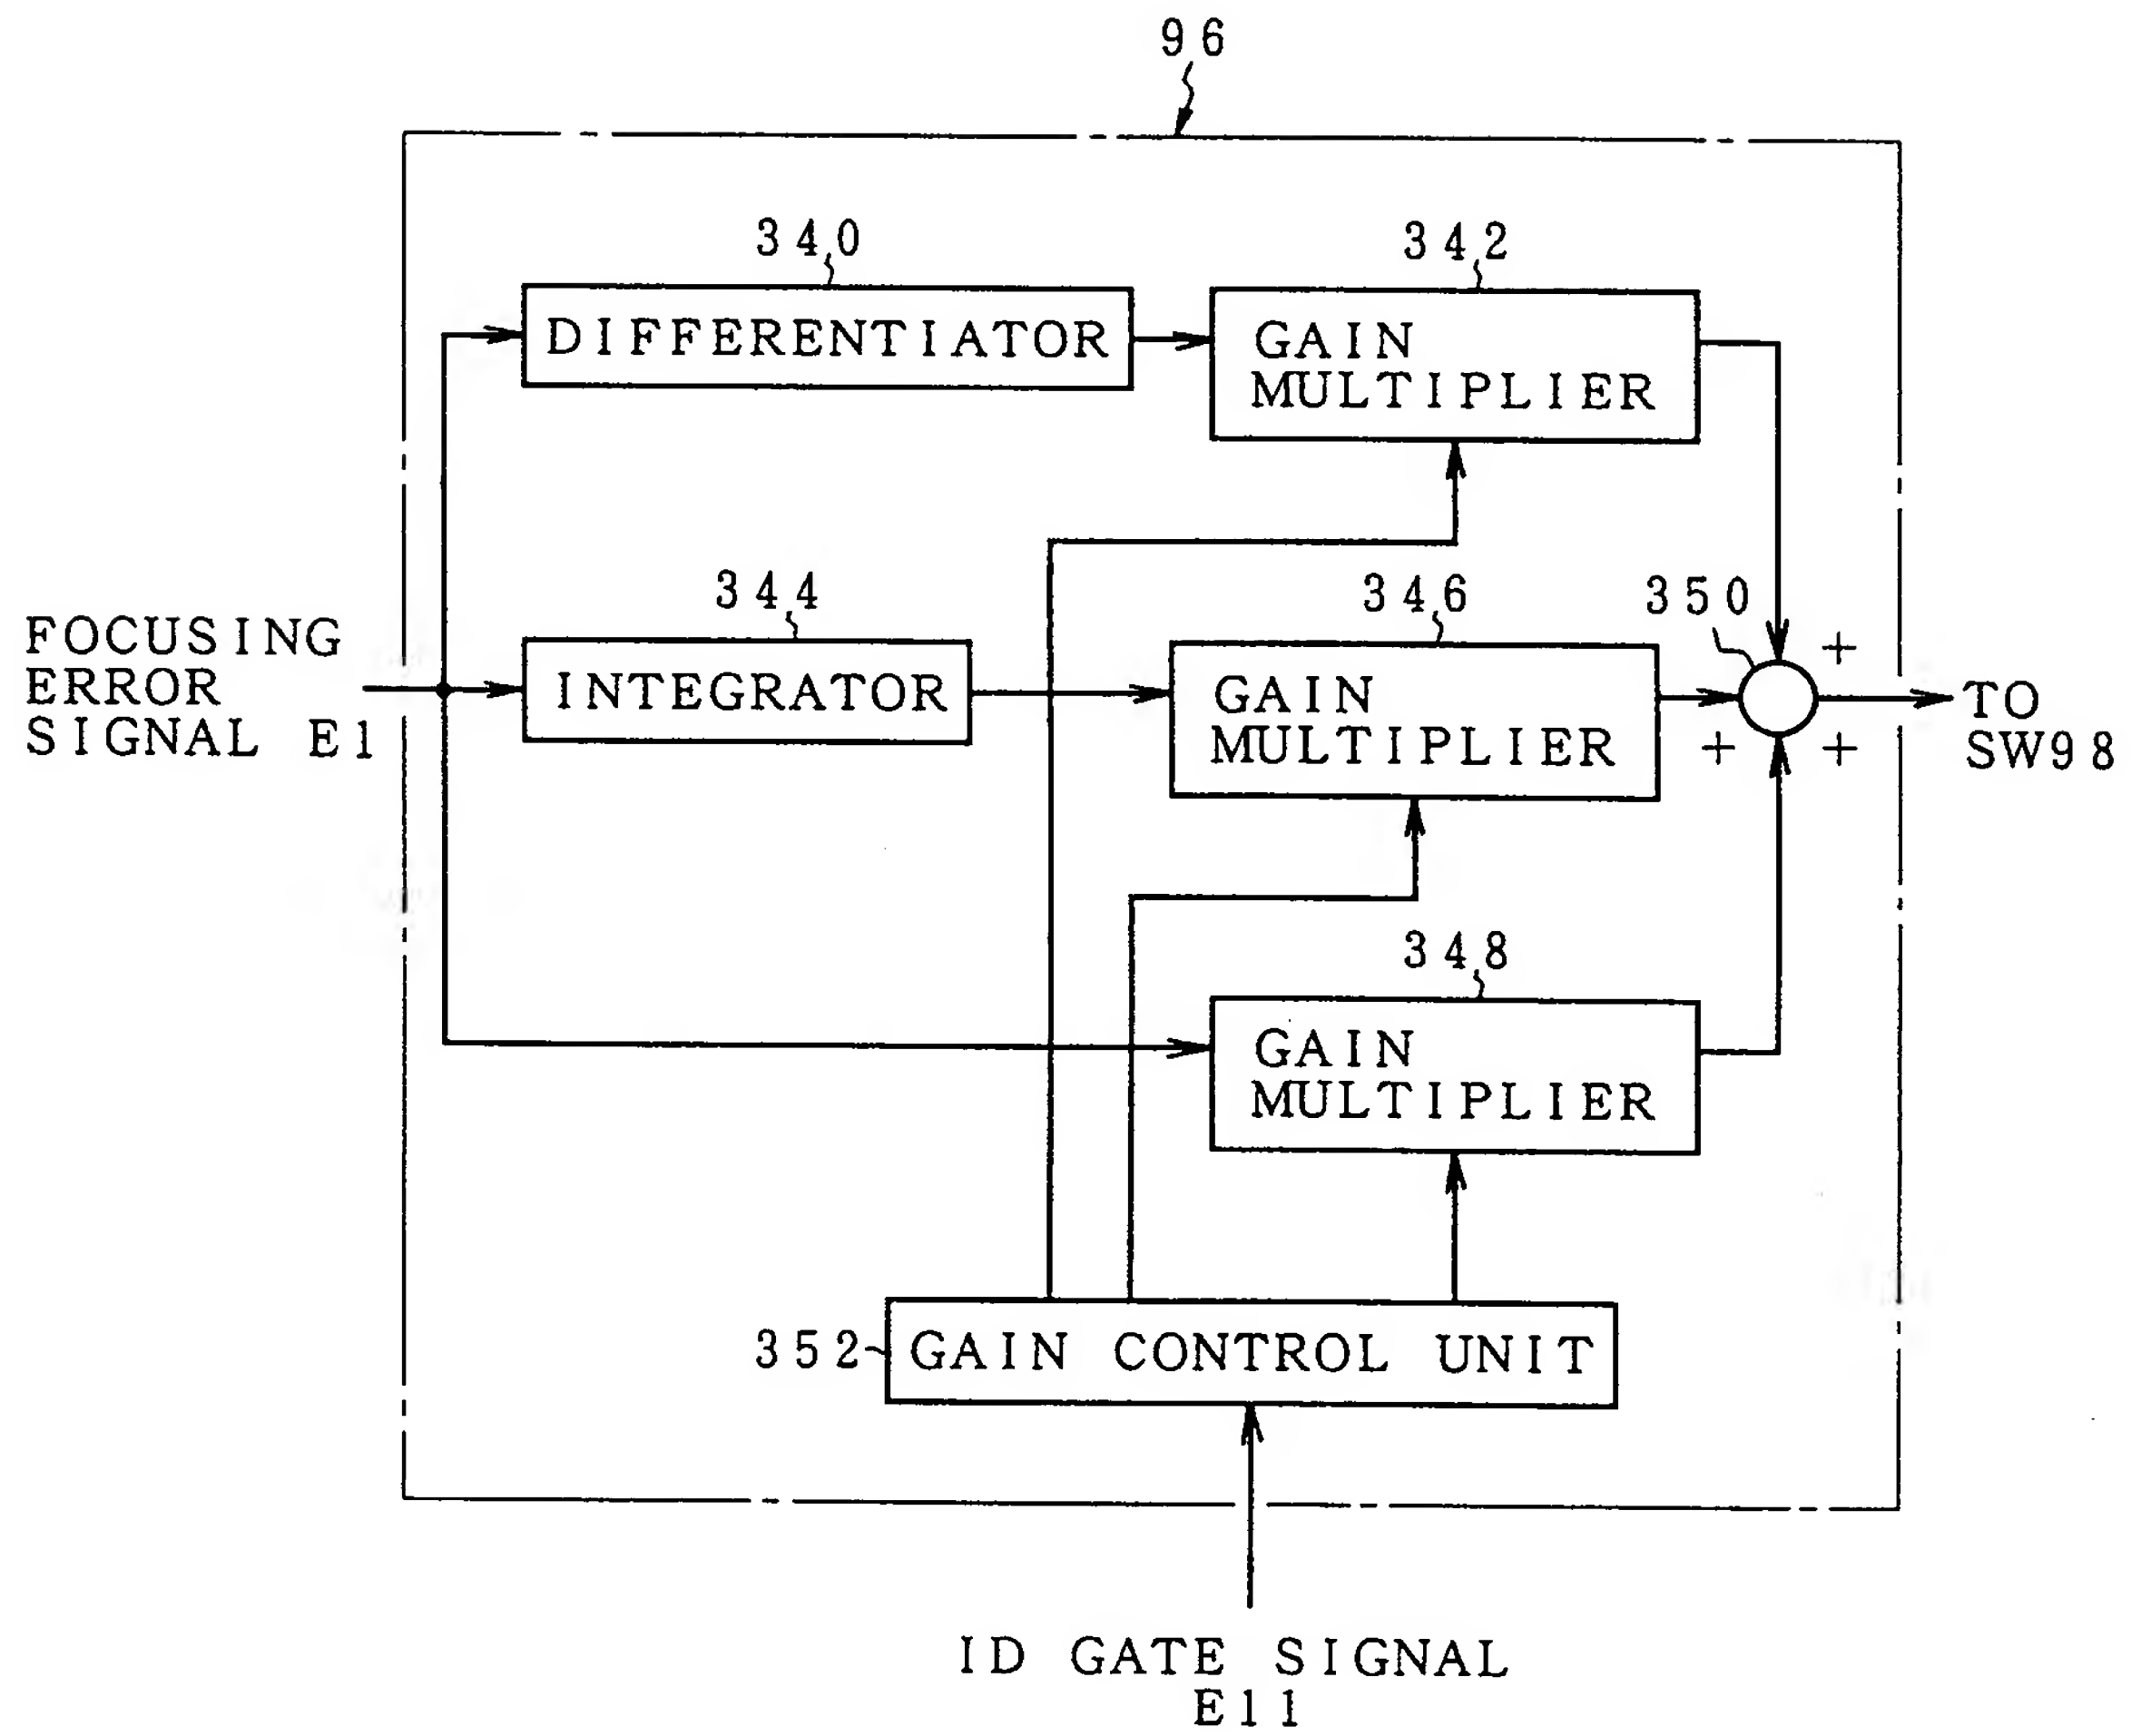 96
340
DIFFERENTIATOR
342
GAIN
MULTIPLIER
344
INTEGRATOR
346
GAIN
MULTIPLIER
350
FOCUSING
ERROR
SIGNAL E1
+
+
+
TO
SW98
348
GAIN
MULTIPLIER
352
GAIN CONTROL UNIT
ID GATE SIGNAL
E11